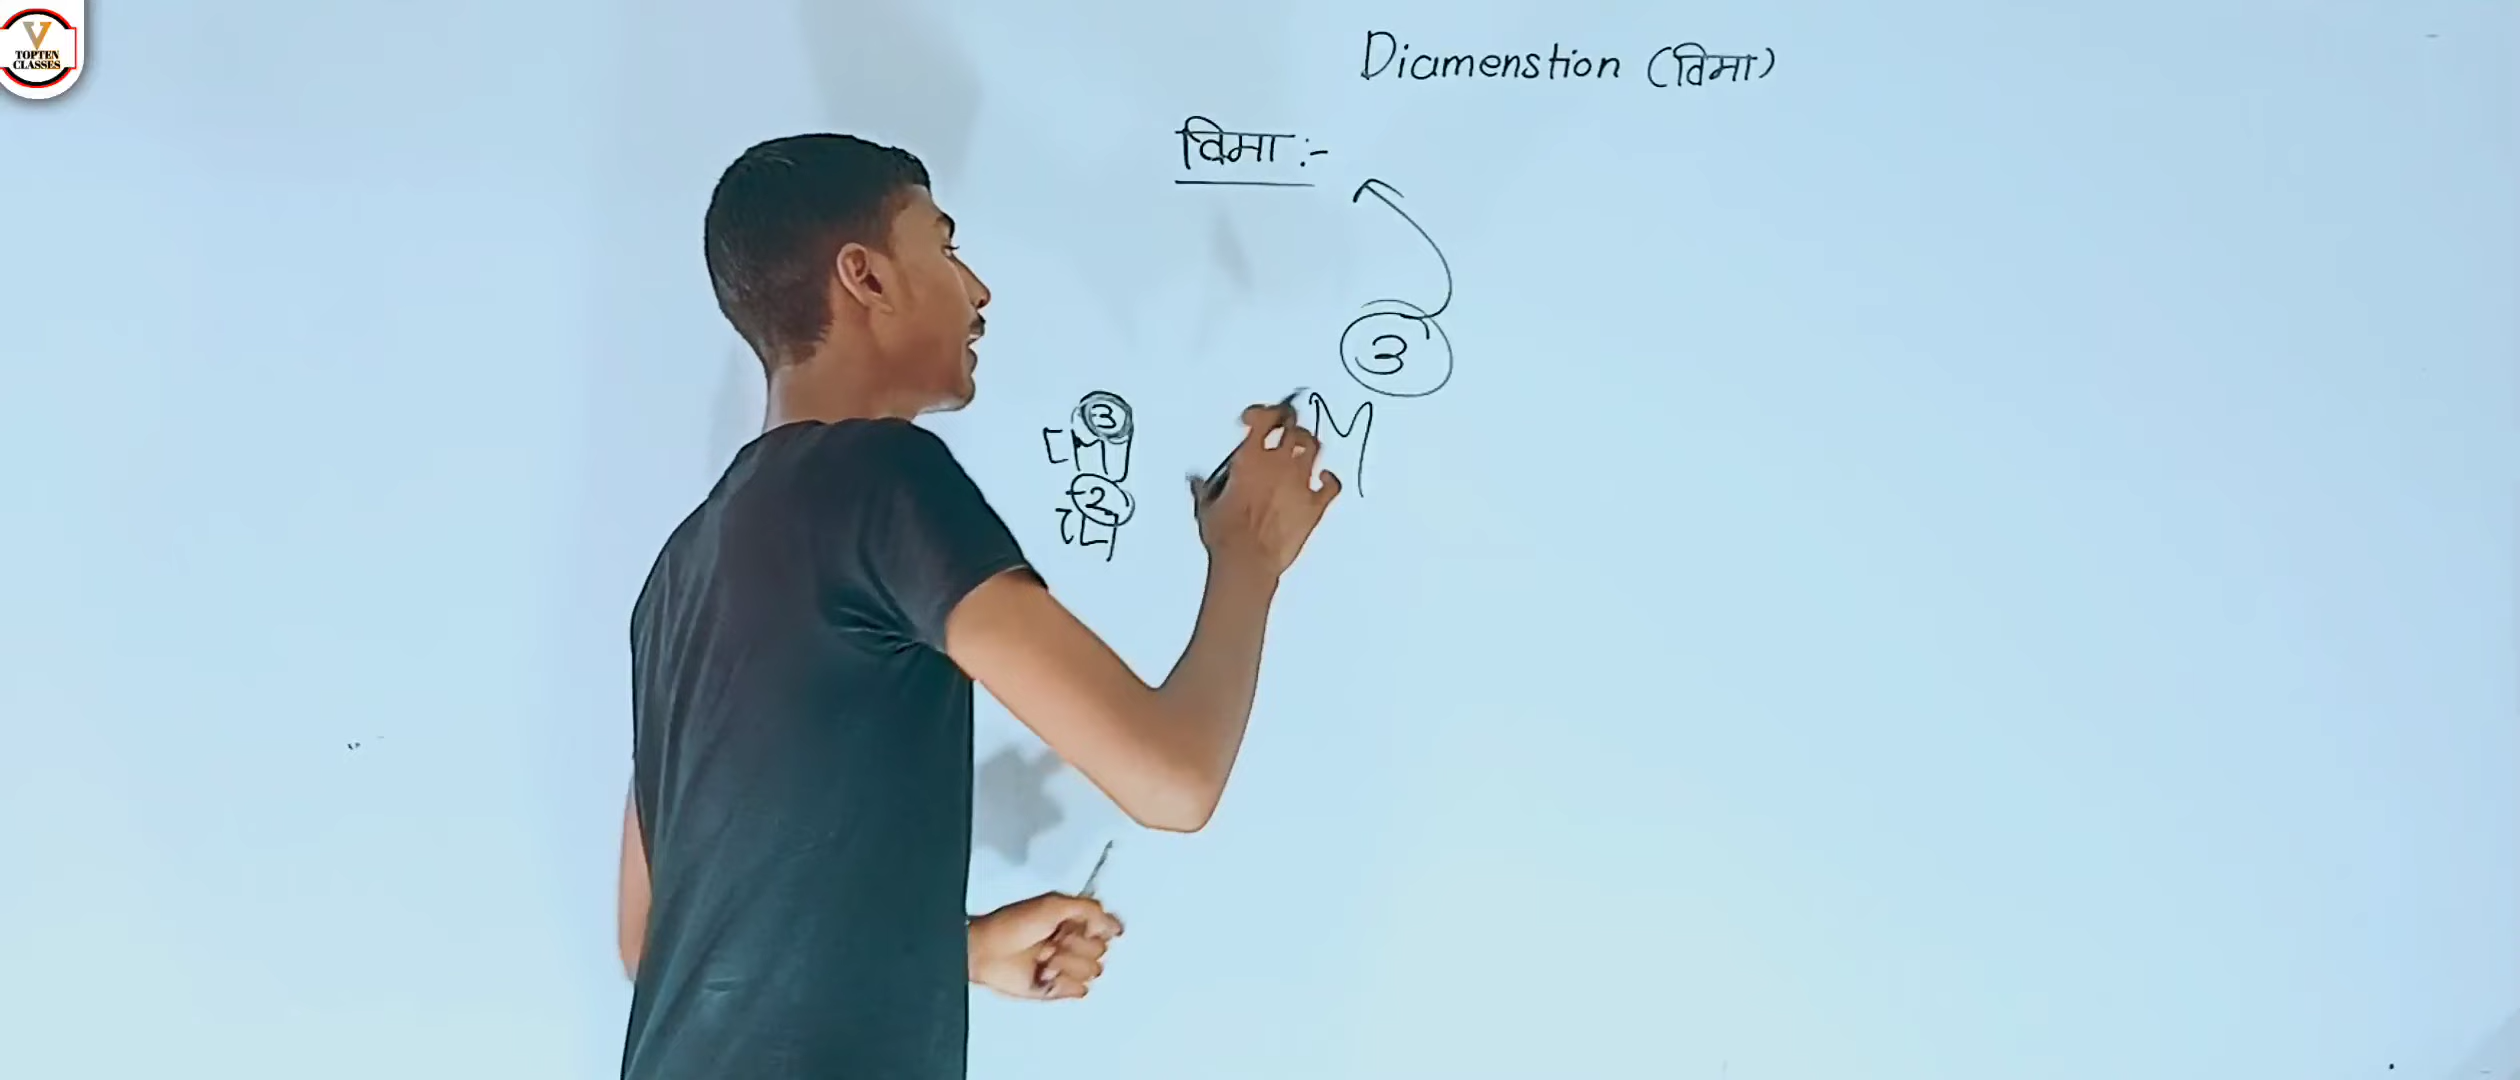 V
TOPTEN
CLASSES
Diamenstion (विमा)
विमा :-
3
M
[M]
3
2
[L]